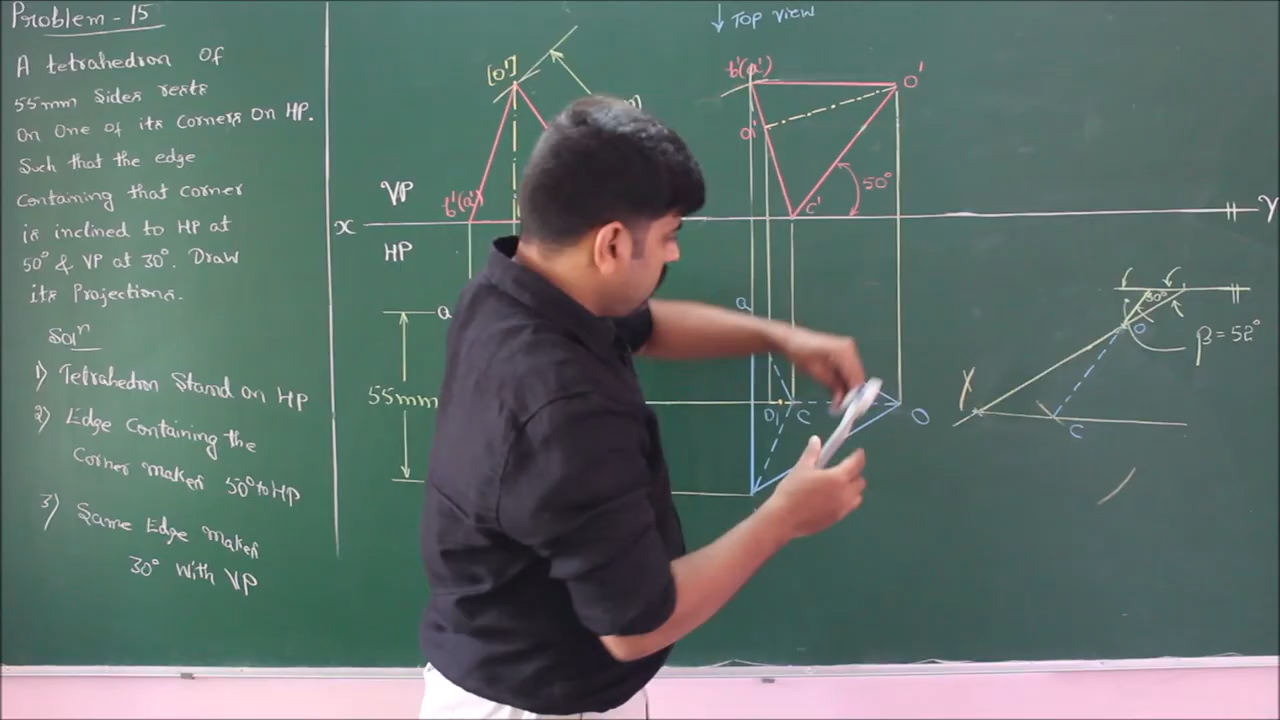 Problem - 15
A tetrahedron of
55mm Sides rests
On One of its Corners On HP.
Such that the edge
Containing that corner
is inclined to HP at
50° & VP at 30°. Draw
its Projections.
Solⁿ
1) Tetrahedron Stand on HP
2) Edge Containing the
Corner makes 50° to HP
3) Same Edge makes
30° with VP
↓ Top view
[o']
b'(a')
VP
X
HP
a
55mm
b'(a')
o'
o'
50°
c'
Y
a
O₁
C
O
30°
O
β = 52°
C